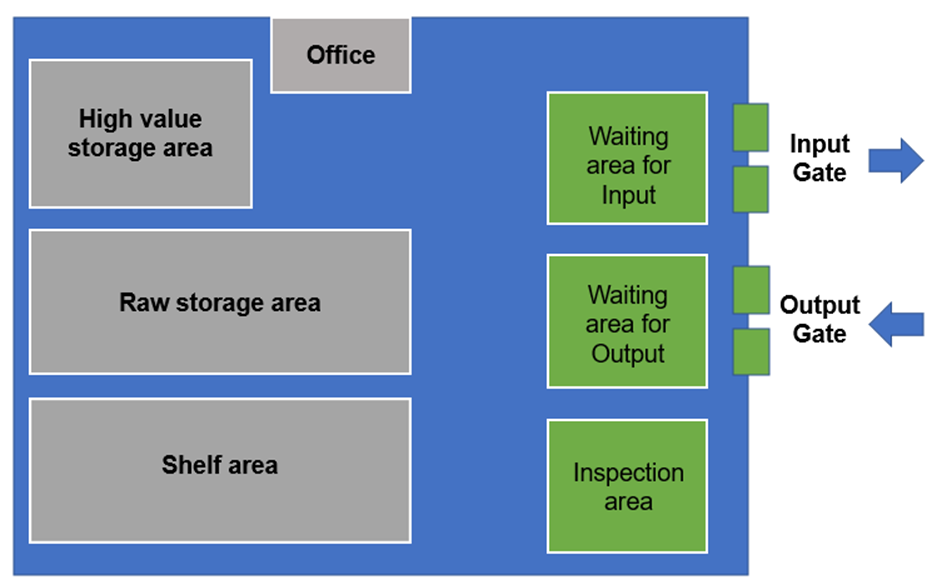 Office
High value
storage area
Waiting
area for
Input
Input
Gate
Raw storage area
Waiting
area for
Output
Output
Gate
Shelf area
Inspection
area